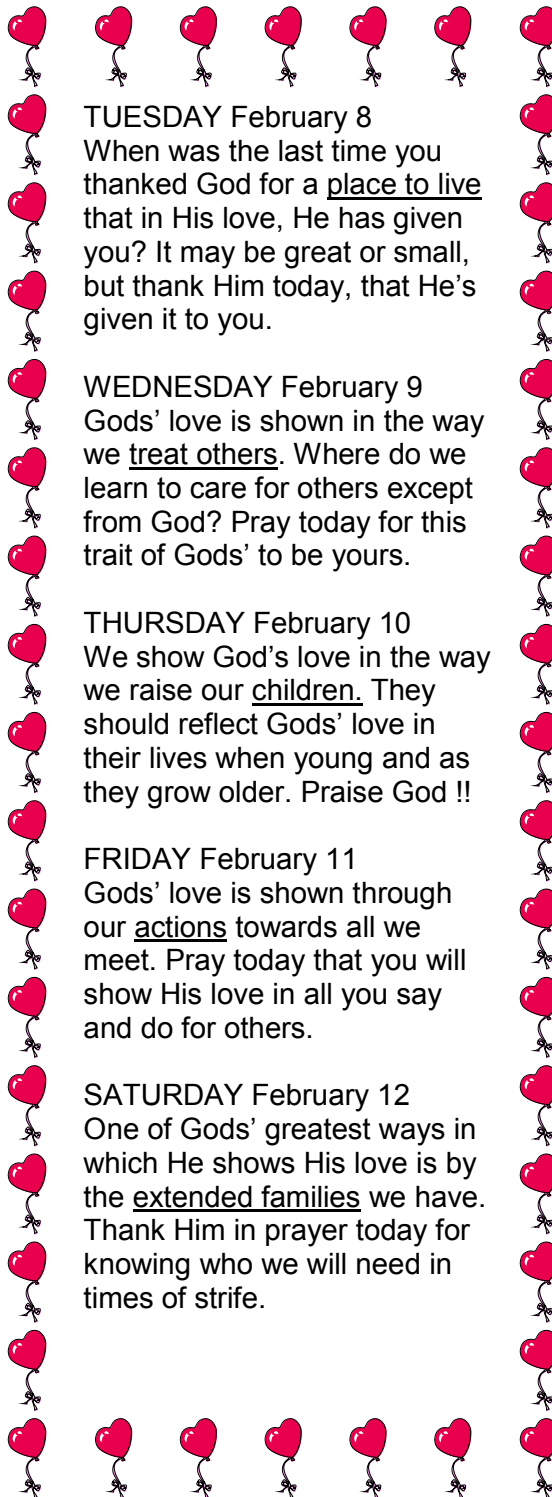 TUESDAY February 8
When was the last time you
thanked God for a place to live
that in His love, He has given
you? It may be great or small,
but thank Him today, that He’s
given it to you.
WEDNESDAY February 9
Gods’ love is shown in the way
we treat others. Where do we
learn to care for others except
from God? Pray today for this
trait of Gods’ to be yours.
THURSDAY February 10
We show God’s love in the way
we raise our children. They
should reflect Gods’ love in
their lives when young and as
they grow older. Praise God !!
FRIDAY February 11
Gods’ love is shown through
our actions towards all we
meet. Pray today that you will
show His love in all you say
and do for others.
SATURDAY February 12
One of Gods’ greatest ways in
which He shows His love is by
the extended families we have.
Thank Him in prayer today for
knowing who we will need in
times of strife.